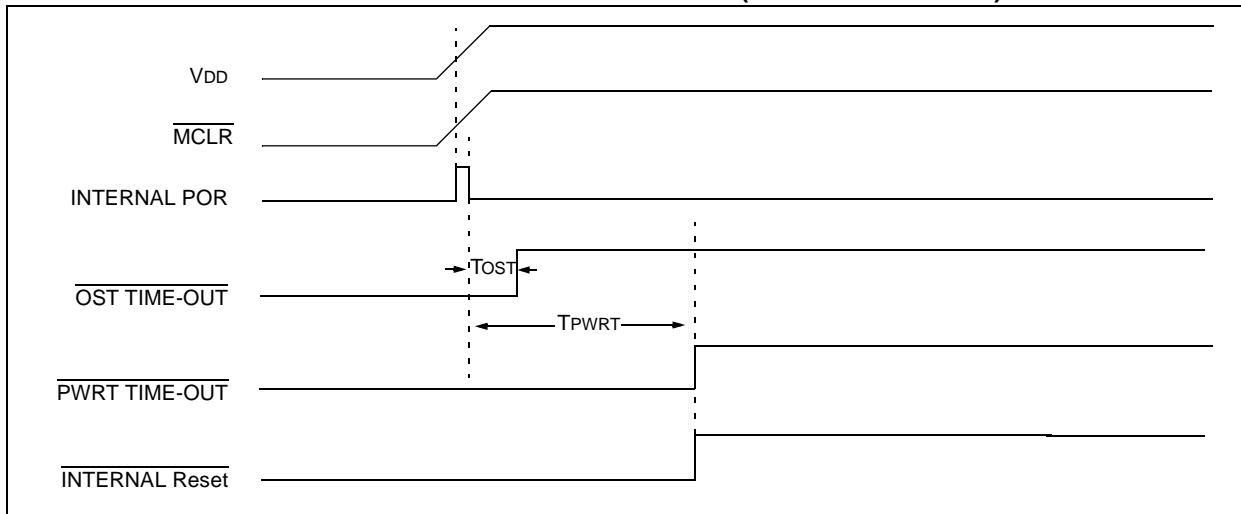 VDD
MCLR
INTERNAL POR
TOST
OST TIME-OUT
TPWRT
PWRT TIME-OUT
INTERNAL Reset